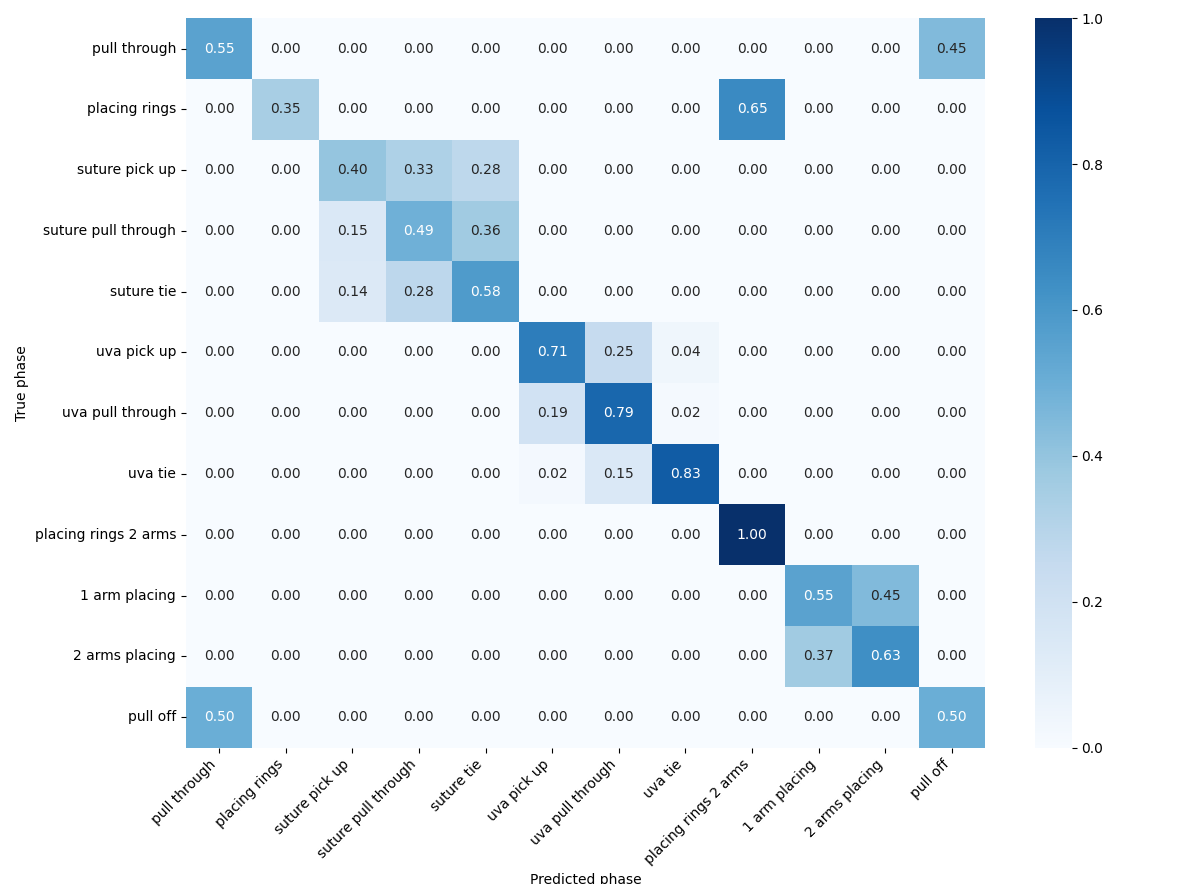 pull through 0.55 0.00 0.00 0.00 0.00 0.00 0.00 0.00 0.00 0.00 0.00 0.45
placing rings 0.00 0.35 0.00 0.00 0.00 0.00 0.00 0.00 0.65 0.00 0.00 0.00
suture pick up 0.00 0.00 0.40 0.33 0.28 0.00 0.00 0.00 0.00 0.00 0.00 0.00
suture pull through 0.00 0.00 0.15 0.49 0.36 0.00 0.00 0.00 0.00 0.00 0.00 0.00
suture tie 0.00 0.00 0.14 0.28 0.58 0.00 0.00 0.00 0.00 0.00 0.00 0.00
uva pick up 0.00 0.00 0.00 0.00 0.00 0.71 0.25 0.04 0.00 0.00 0.00 0.00
uva pull through 0.00 0.00 0.00 0.00 0.00 0.19 0.79 0.02 0.00 0.00 0.00 0.00
uva tie 0.00 0.00 0.00 0.00 0.00 0.02 0.15 0.83 0.00 0.00 0.00 0.00
placing rings 2 arms 0.00 0.00 0.00 0.00 0.00 0.00 0.00 0.00 1.00 0.00 0.00 0.00
1 arm placing 0.00 0.00 0.00 0.00 0.00 0.00 0.00 0.00 0.00 0.55 0.45 0.00
2 arms placing 0.00 0.00 0.00 0.00 0.00 0.00 0.00 0.00 0.00 0.37 0.63 0.00
pull off 0.50 0.00 0.00 0.00 0.00 0.00 0.00 0.00 0.00 0.00 0.00 0.50
True phase
pull through
placing rings
suture pick up
suture pull through
suture tie
uva pick up
uva pull through
uva tie
placing rings 2 arms
1 arm placing
2 arms placing
pull off
Predicted phase
1.0
0.8
0.6
0.4
0.2
0.0